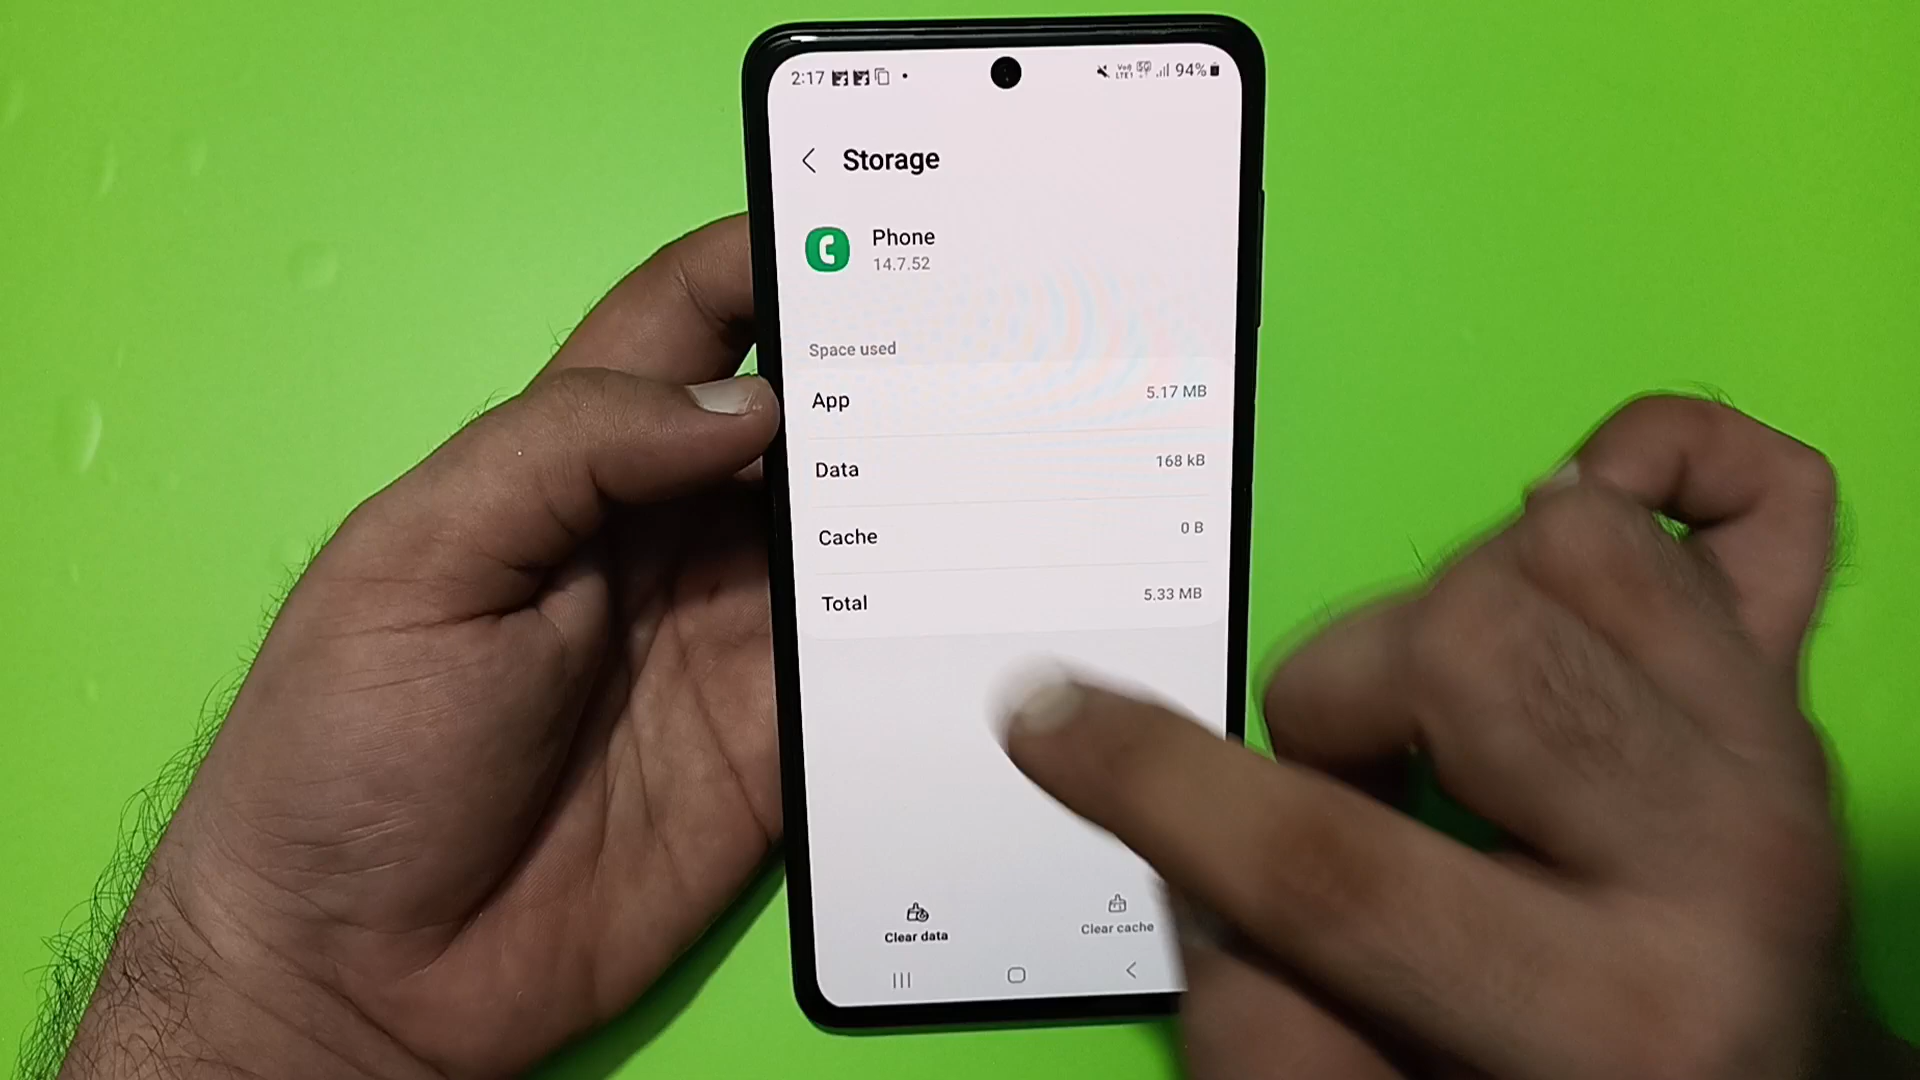 2:17 94%
Storage
Phone
14.7.52
Space used
App 5.17 MB
Data 168 kB
Cache 0 B
Total 5.33 MB
Clear data Clear cache